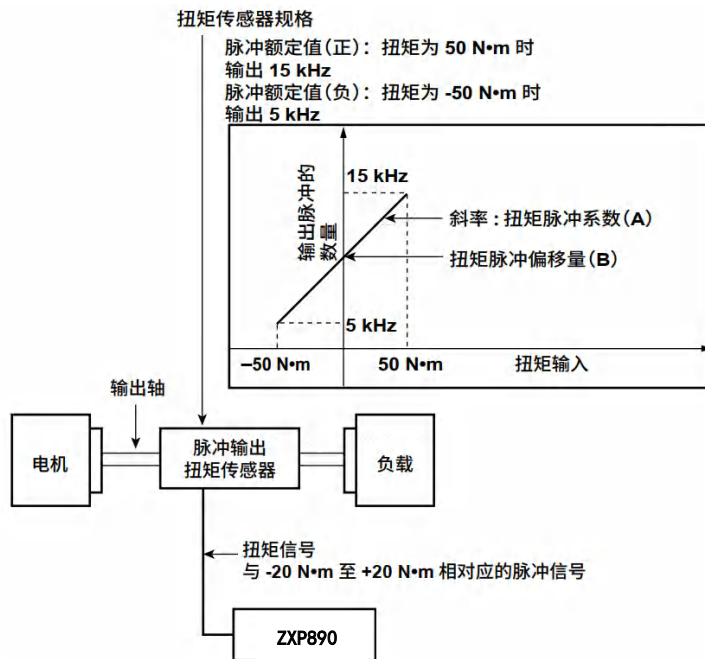 扭矩传感器规格
脉冲额定值(正)：扭矩为 50 N•m 时
输出 15 kHz
脉冲额定值(负)：扭矩为 -50 N•m 时
输出 5 kHz
输出脉冲的
数量
15 kHz
斜率：扭矩脉冲系数(A)
扭矩脉冲偏移量(B)
5 kHz
–50 N•m
50 N•m
扭矩输入
输出轴
电机
脉冲输出
扭矩传感器
负载
扭矩信号
与 -20 N•m 至 +20 N•m 相对应的脉冲信号
ZXP890